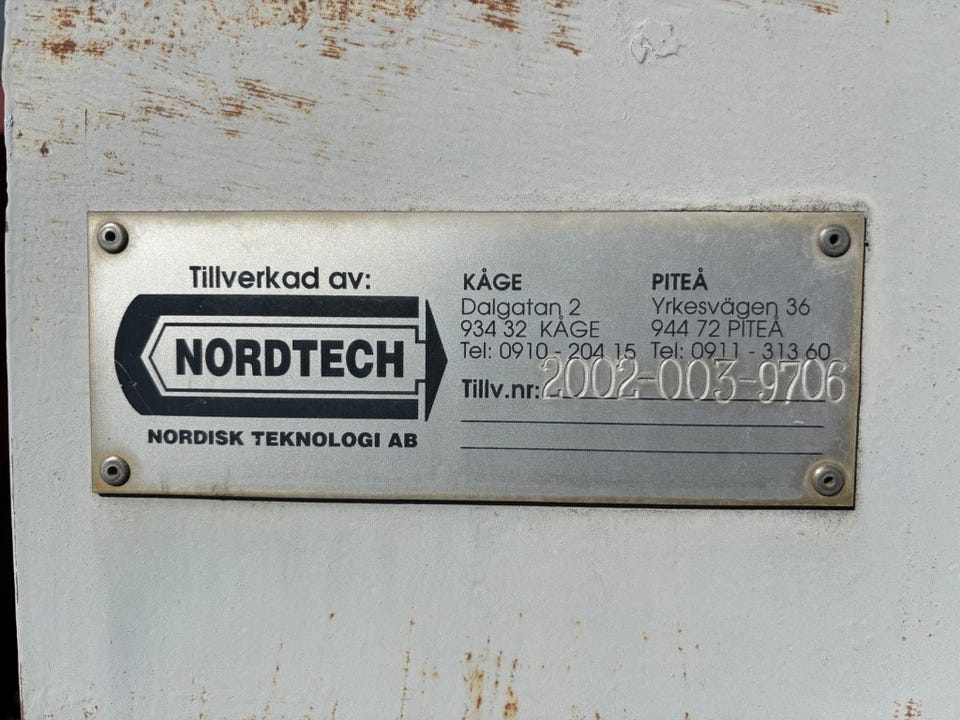 Tillverkad av:
NORDTECH
NORDISK TEKNOLOGI AB
KÅGE
Dalgatan 2
934 32 KÅGE
Tel: 0910 - 204 15
PITEÅ
Yrkesvägen 36
944 72 PITEÅ
Tel: 0911 - 313 60
Tillv.nr: 2002-003-9706